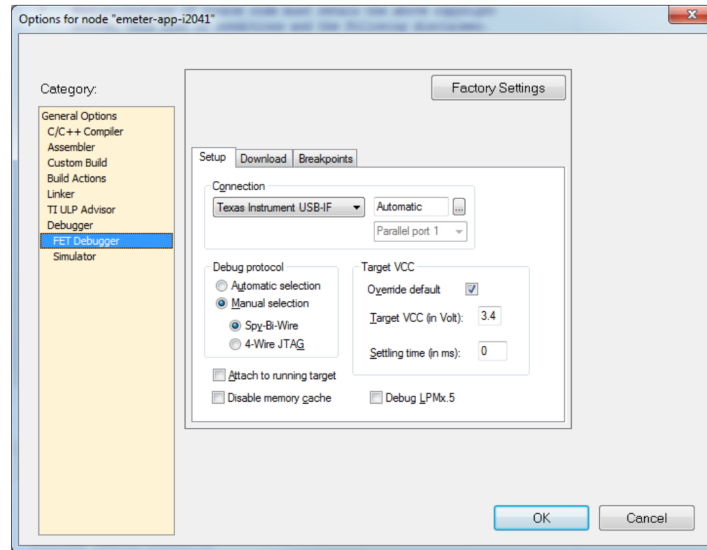 Options for node "emeter-app-i2041"
Category:
Factory Settings
General Options
C/C++ Compiler
Assembler
Custom Build
Build Actions
Linker
TI ULP Advisor
Debugger
FET Debugger
Simulator
Setup Download Breakpoints
Connection
Texas Instrument USB-IF Automatic ...
Parallel port 1
Debug protocol
Automatic selection
Manual selection
Spy-Bi-Wire
4-Wire JTAG
Target VCC
Override default
Target VCC (in Volt): 3.4
Settling time (in ms): 0
Attach to running target
Disable memory cache Debug LPMx.5
OK Cancel